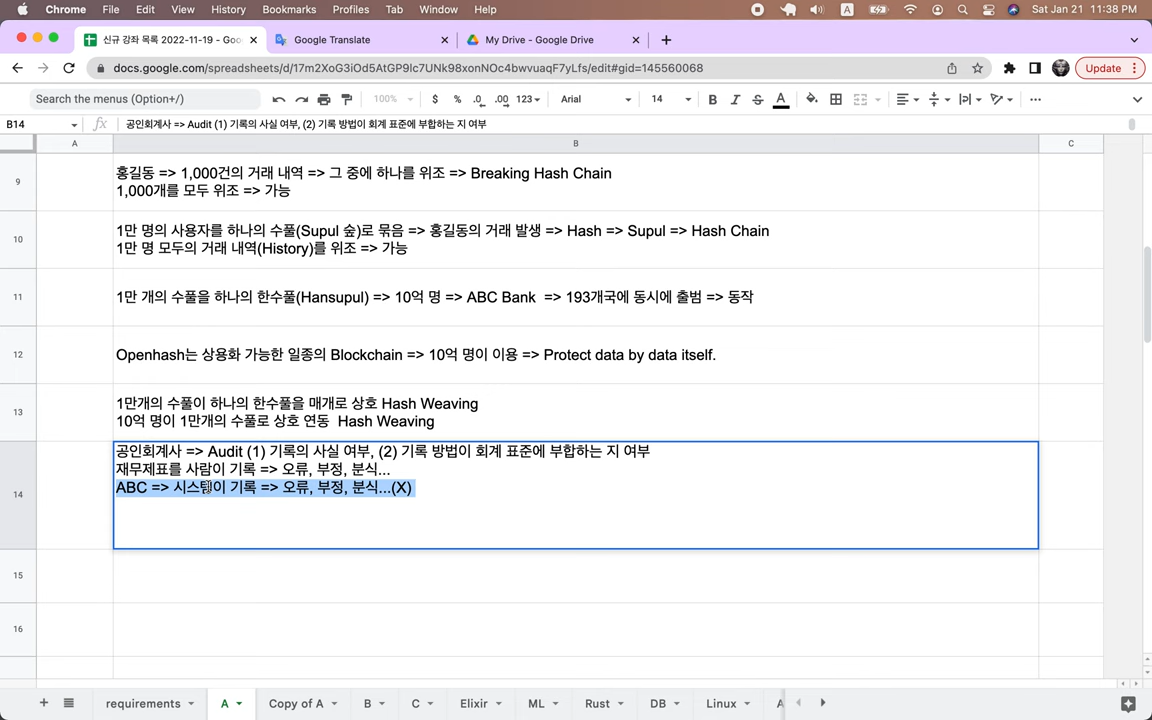 Chrome File Edit View History Bookmarks Profiles Tab Window Help A Sat Jan 21 11:38 PM
신규 강좌 목록 2022-11-19 - Goo Google Translate My Drive - Google Drive
docs.google.com/spreadsheets/d/17m2XoG3iOd5AtGP9lc7UNk98xonNOc4bwvuaqF7yLfs/edit#gid=145560068 Update
Search the menus (Option+/) 100% $ % .0 .00 123 Arial 14 B I S A
B14 fx 공인회계사 => Audit (1) 기록의 사실 여부, (2) 기록 방법이 회계 표준에 부합하는 지 여부
A B C
9 홍길동 => 1,000건의 거래 내역 => 그 중에 하나를 위조 => Breaking Hash Chain
1,000개를 모두 위조 => 가능
10 1만 명의 사용자를 하나의 수풀(Supul 숲)로 묶음 => 홍길동의 거래 발생 => Hash => Supul => Hash Chain
1만 명 모두의 거래 내역(History)를 위조 => 가능
11 1만 개의 수풀을 하나의 한수풀(Hansupul) => 10억 명 => ABC Bank => 193개국에 동시에 출범 => 동작
12 Openhash는 상용화 가능한 일종의 Blockchain => 10억 명이 이용 => Protect data by data itself.
13 1만개의 수풀이 하나의 한수풀을 매개로 상호 Hash Weaving
10억 명이 1만개의 수풀로 상호 연동 Hash Weaving
14 공인회계사 => Audit (1) 기록의 사실 여부, (2) 기록 방법이 회계 표준에 부합하는 지 여부
재무제표를 사람이 기록 => 오류, 부정, 분식...
ABC => 시스템이 기록 => 오류, 부정, 분식...(X)
15
16
requirements A Copy of A B C Elixir ML Rust DB Linux